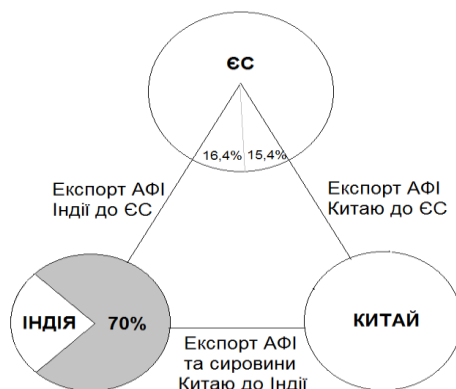 ЄС
16,4% 15,4%
Експорт АФІ
Індії до ЄС
Експорт АФІ
Китаю до ЄС
ІНДІЯ 70%
КИТАЙ
Експорт АФІ
та сировини
Китаю до Індії